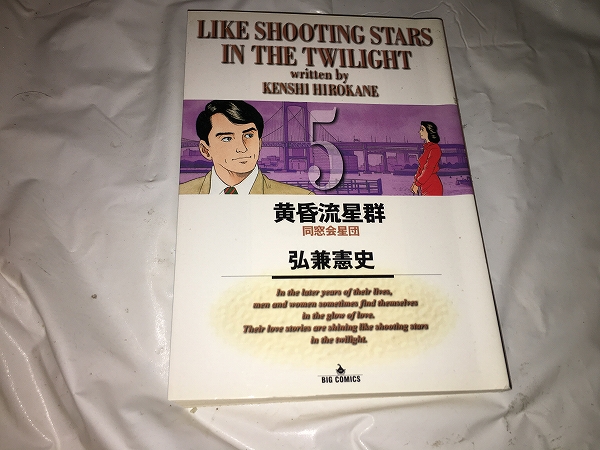 LIKE SHOOTING STARS
IN THE TWILIGHT
written by
KENSHI HIROKANE
5
黄昏流星群
同窓会星団
弘兼憲史
In the later years of their lives,
men and women sometimes find themselves
in the glow of love.
Their love stories are shining like shooting stars
in the twilight.
BIG COMICS